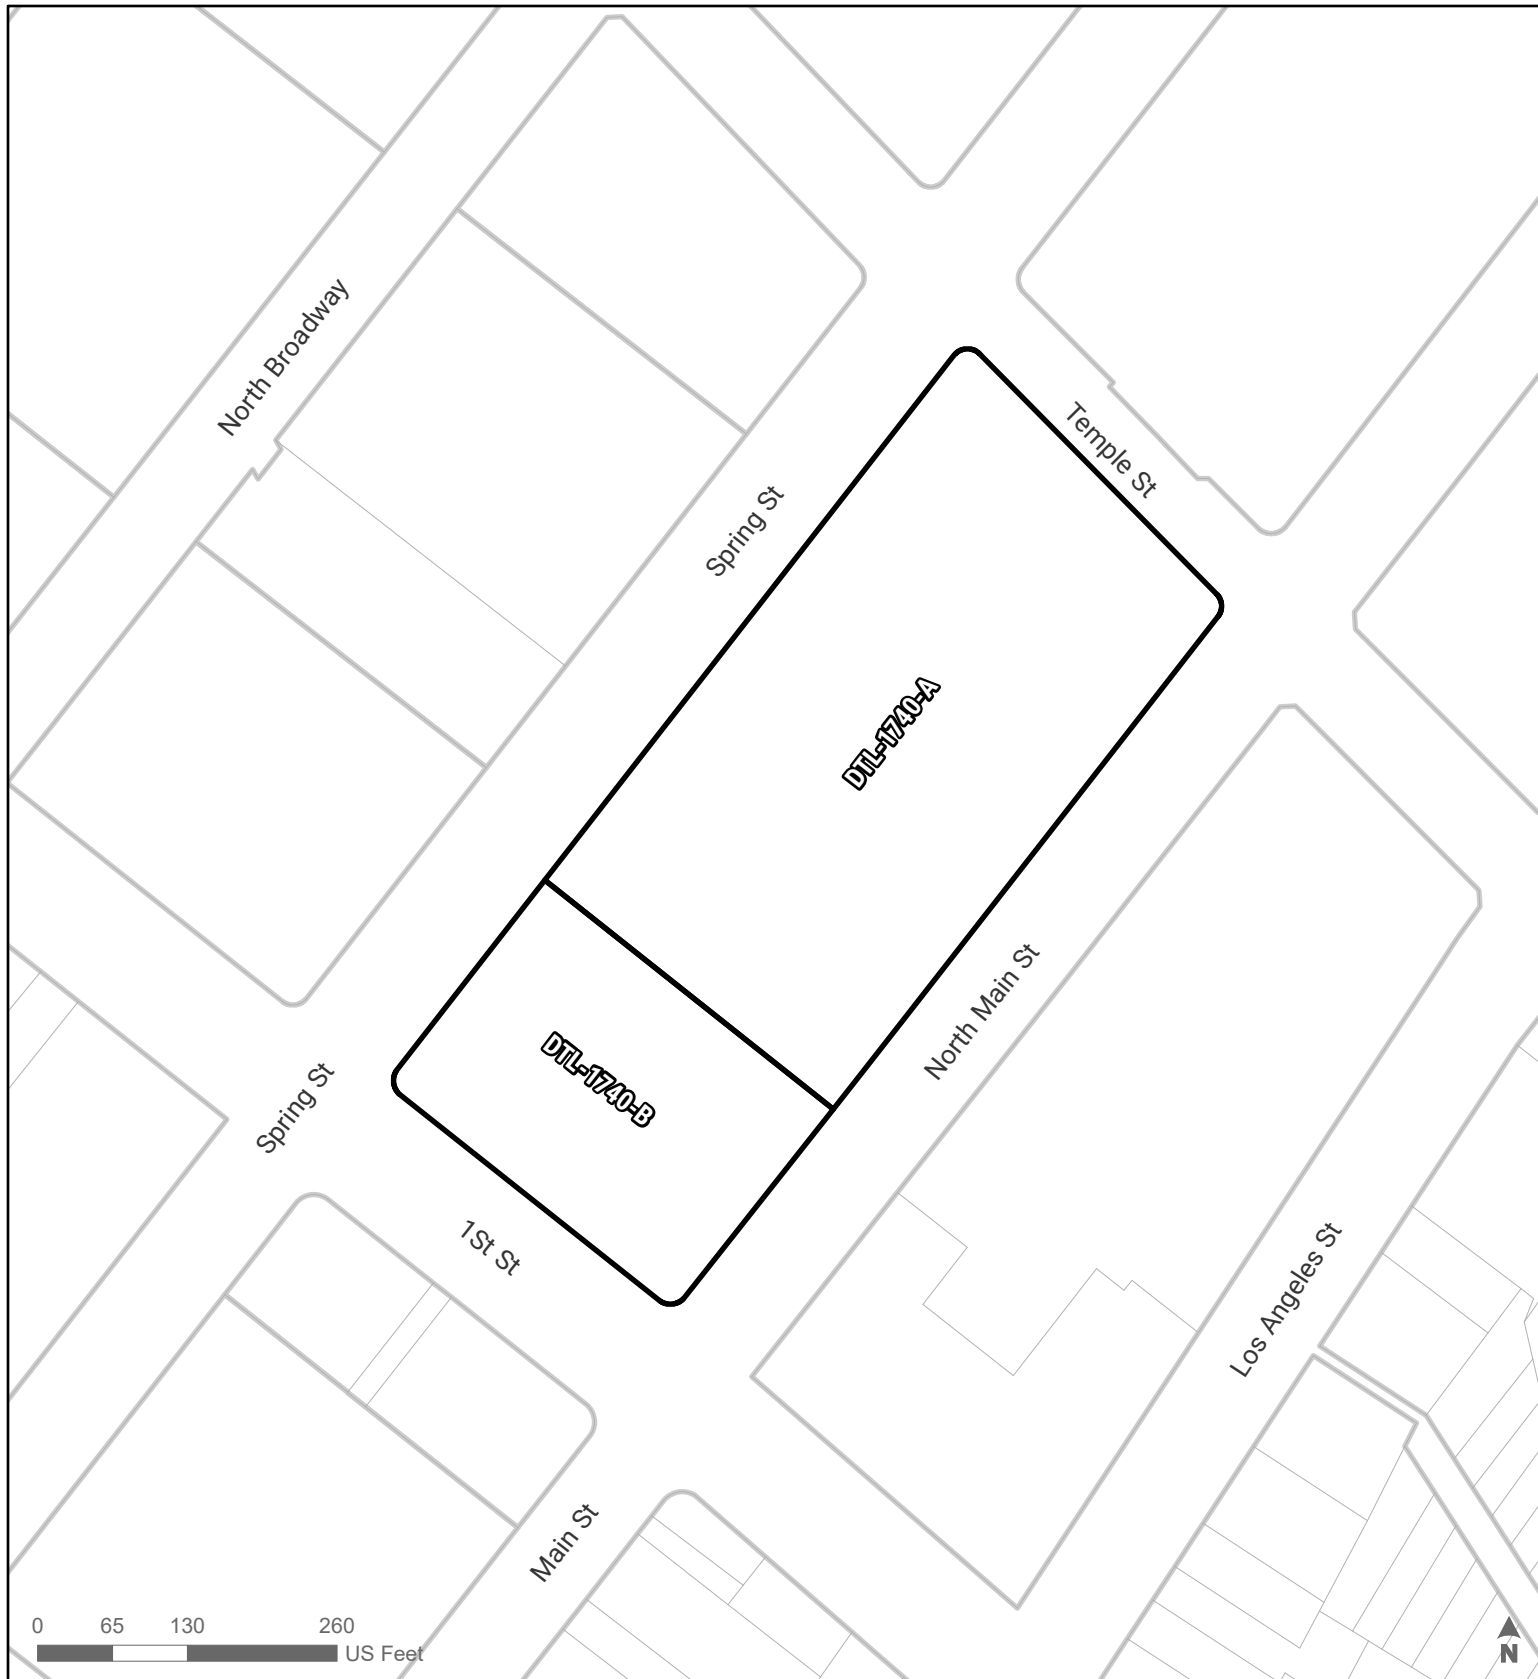 North Broadway
Temple St
Spring St
DTL-1740-A
North Main St
DTL-1740-B
Spring St
1St St
Los Angeles St
Main St
0 65 130 260
US Feet
N